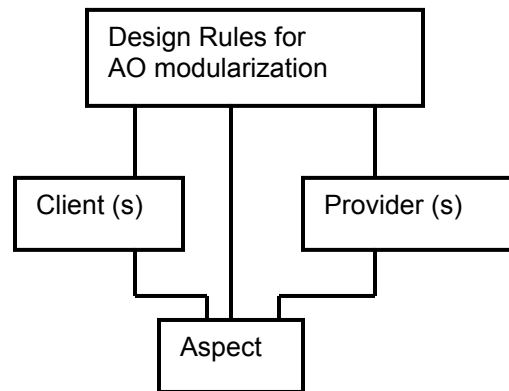 Design Rules for
AO modularization
Client (s)
Provider (s)
Aspect